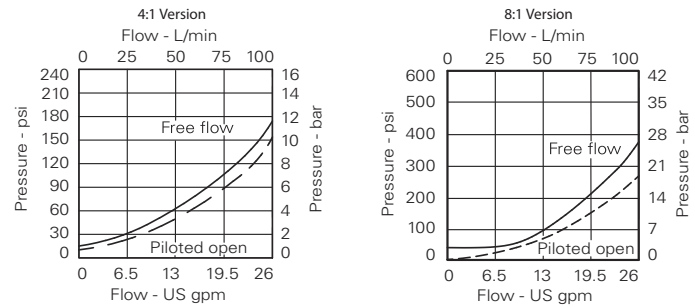 4:1 Version
Flow - L/min
0 25 50 75 100
Pressure - psi
240
210
180
150
120
90
60
30
0
16
14
12
10
8
6
4
2
0
Pressure - bar
Free flow
Piloted open
0 6.5 13 19.5 26
Flow - US gpm
8:1 Version
Flow - L/min
0 25 50 75 100
Pressure - psi
600
500
400
300
200
100
0
42
35
28
21
14
7
0
Pressure - bar
Free flow
Piloted open
0 6.5 13 19.5 26
Flow - US gpm